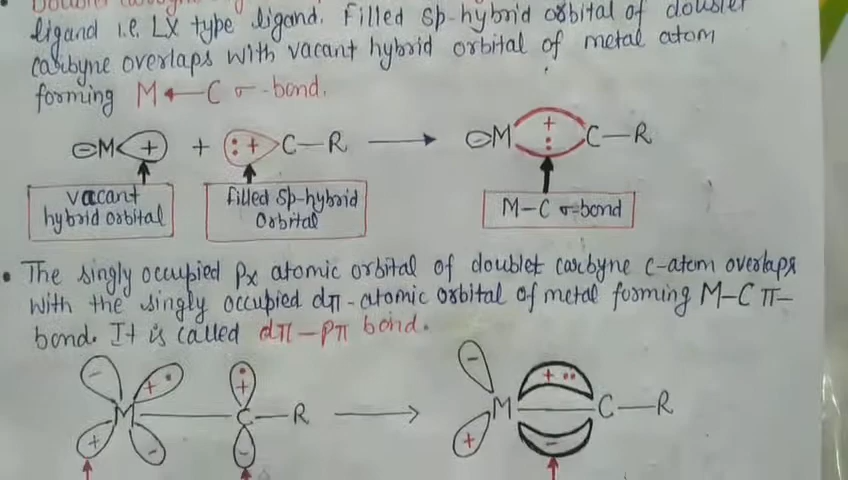 ligand i.e. LX type ligand. Filled sp-hybrid orbital of doublet
carbyne overlaps with vacant hybrid orbital of metal atom
forming M ← C σ-bond.
⊖M + + : + C—R → ⊖M + : C—R
vacant hybrid orbital
filled sp-hybrid Orbital
M-C σ-bond
• The singly occupied Px atomic orbital of doublet carbyne C-atom overlaps
with the singly occupied dπ-atomic orbital of metal forming M-C π-
bond. It is called dπ-pπ bond.
- + • • +
M C—R → - M + •• C—R
+ - - + -